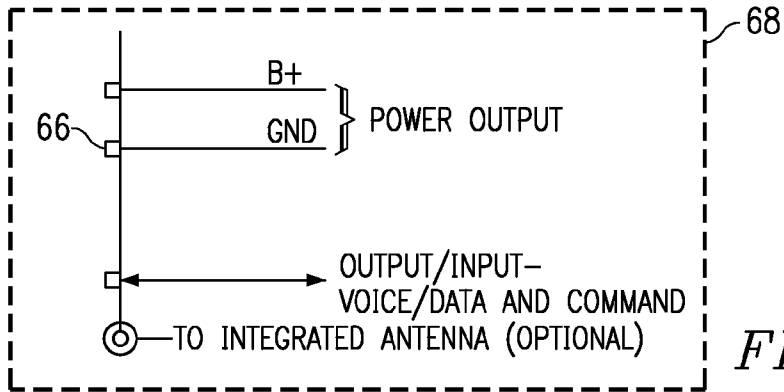 68
B+
66
GND
POWER OUTPUT
OUTPUT/INPUT-
VOICE/DATA AND COMMAND
TO INTEGRATED ANTENNA (OPTIONAL)